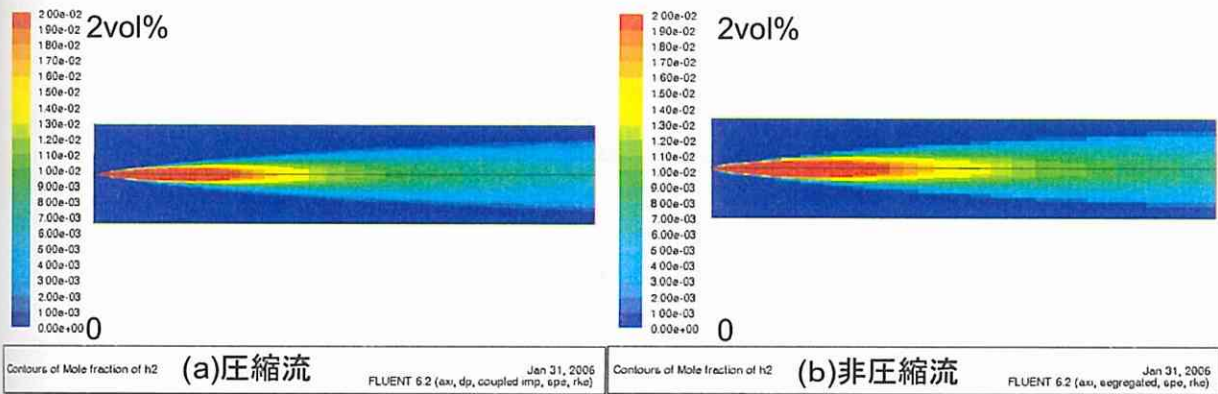 2.00e-02
1.90e-02
1.80e-02
1.70e-02
1.60e-02
1.50e-02
1.40e-02
1.30e-02
1.20e-02
1.10e-02
1.00e-02
9.00e-03
8.00e-03
7.00e-03
6.00e-03
5.00e-03
4.00e-03
3.00e-03
2.00e-03
1.00e-03
0.00e+00
2vol%
0
Contours of Mole fraction of h2
(a)圧縮流
Jan 31, 2006
FLUENT 6.2 (axi, dp, coupled imp, spe, rke)
2.00e-02
1.90e-02
1.80e-02
1.70e-02
1.60e-02
1.50e-02
1.40e-02
1.30e-02
1.20e-02
1.10e-02
1.00e-02
9.00e-03
8.00e-03
7.00e-03
6.00e-03
5.00e-03
4.00e-03
3.00e-03
2.00e-03
1.00e-03
0.00e+00
2vol%
0
Contours of Mole fraction of h2
(b)非圧縮流
Jan 31, 2006
FLUENT 6.2 (axi, segregated, spe, rke)